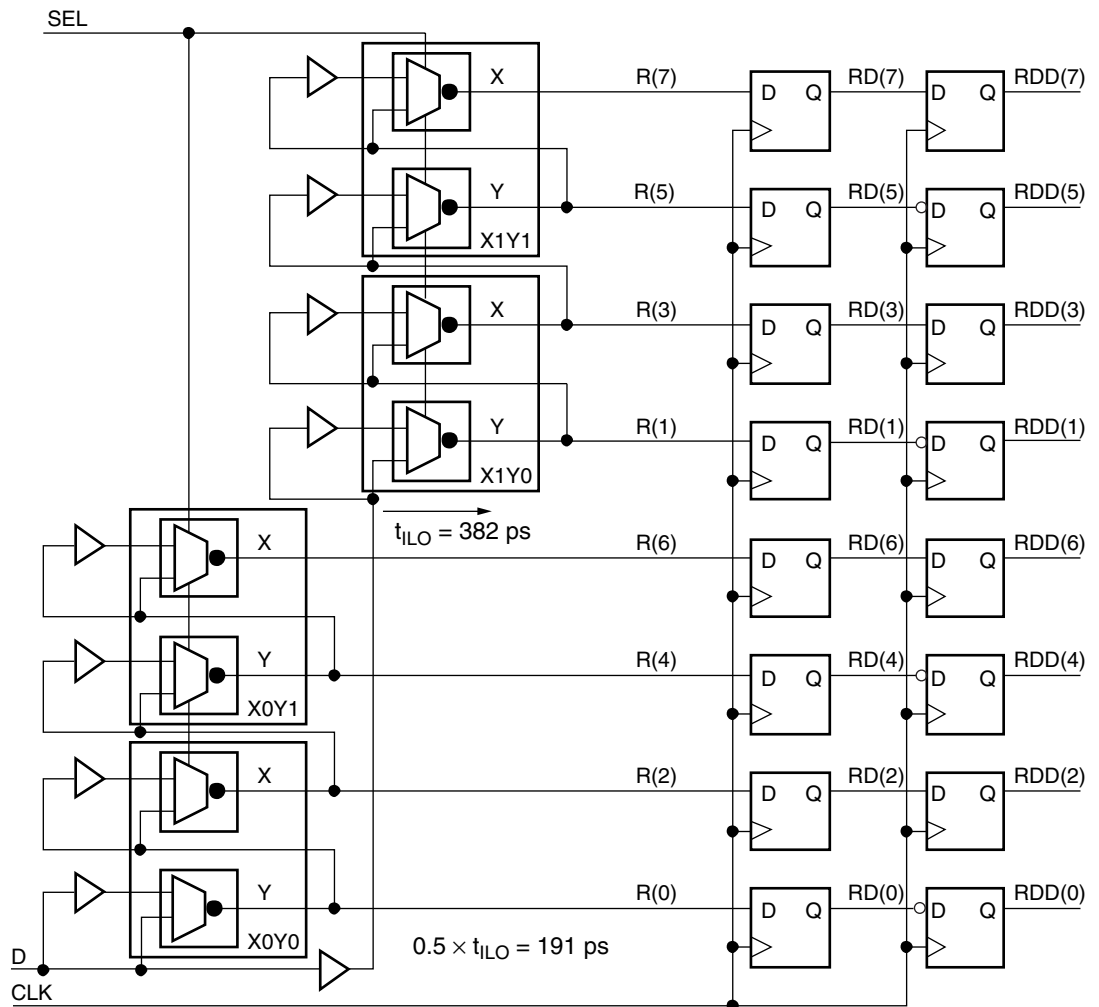 SEL
X R(7) D Q RD(7) D Q RDD(7)
Y R(5) D Q RD(5) D Q RDD(5)
X1Y1
X R(3) D Q RD(3) D Q RDD(3)
Y R(1) D Q RD(1) D Q RDD(1)
X1Y0
tILO = 382 ps
X R(6) D Q RD(6) D Q RDD(6)
Y R(4) D Q RD(4) D Q RDD(4)
X0Y1
X R(2) D Q RD(2) D Q RDD(2)
Y R(0) D Q RD(0) D Q RDD(0)
X0Y0
0.5 × tILO = 191 ps
D
CLK